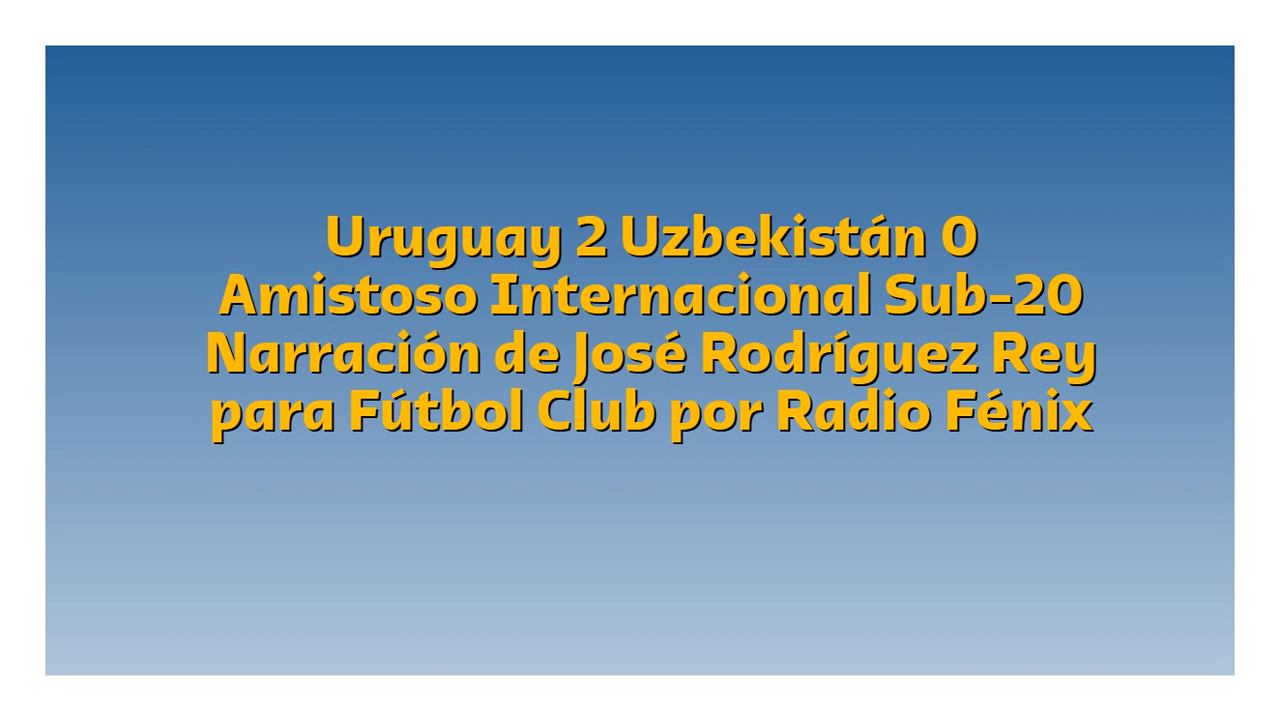 Uruguay 2 Uzbekistán 0
Amistoso Internacional Sub-20
Narración de José Rodríguez Rey
para Fútbol Club por Radio Fénix